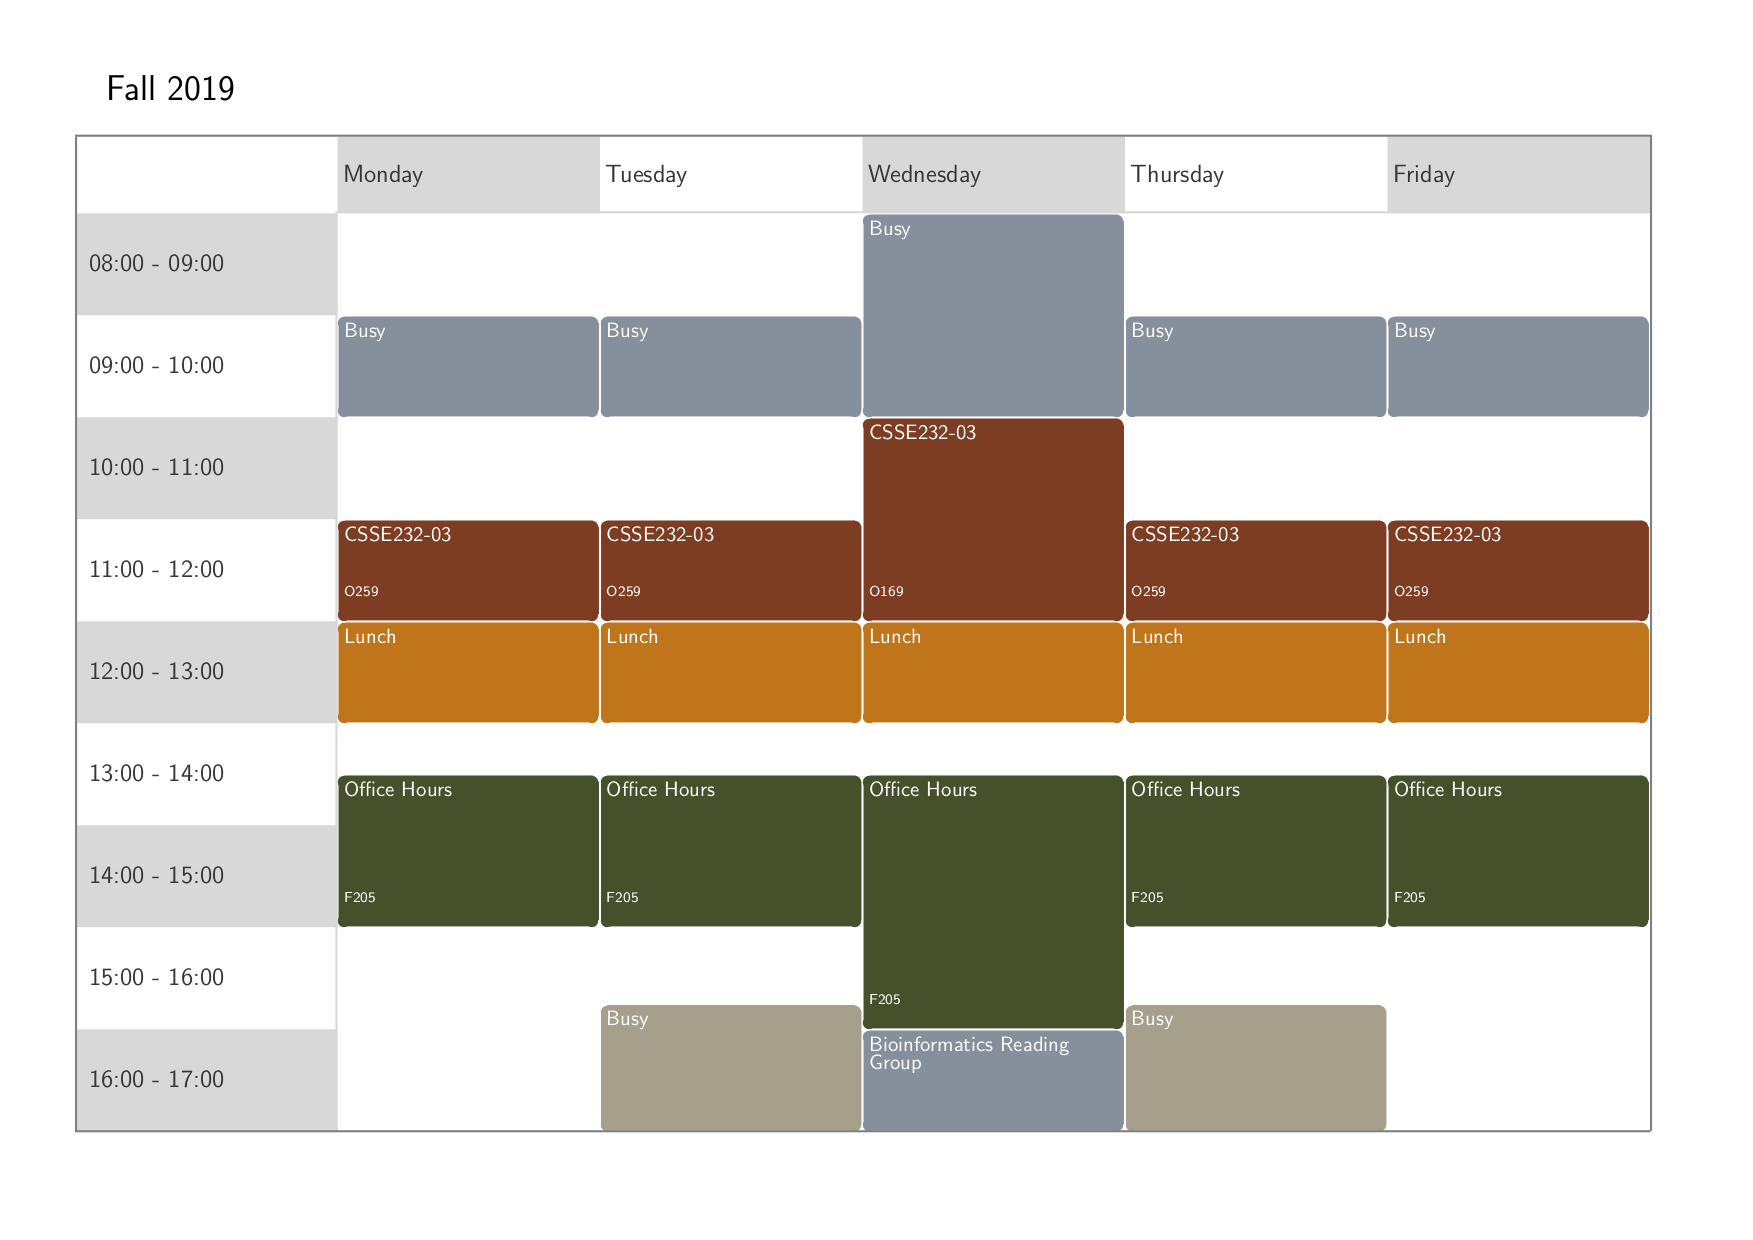 Fall 2019
Monday
Tuesday
Wednesday
Thursday
Friday
08:00 - 09:00
Busy
09:00 - 10:00
Busy
Busy
Busy
Busy
10:00 - 11:00
CSSE232-03
11:00 - 12:00
CSSE232-03
O259
CSSE232-03
O259
O169
CSSE232-03
O259
CSSE232-03
O259
12:00 - 13:00
Lunch
Lunch
Lunch
Lunch
Lunch
13:00 - 14:00
Office Hours
Office Hours
Office Hours
Office Hours
Office Hours
14:00 - 15:00
F205
F205
F205
F205
15:00 - 16:00
F205
Busy
Busy
16:00 - 17:00
Bioinformatics Reading
Group